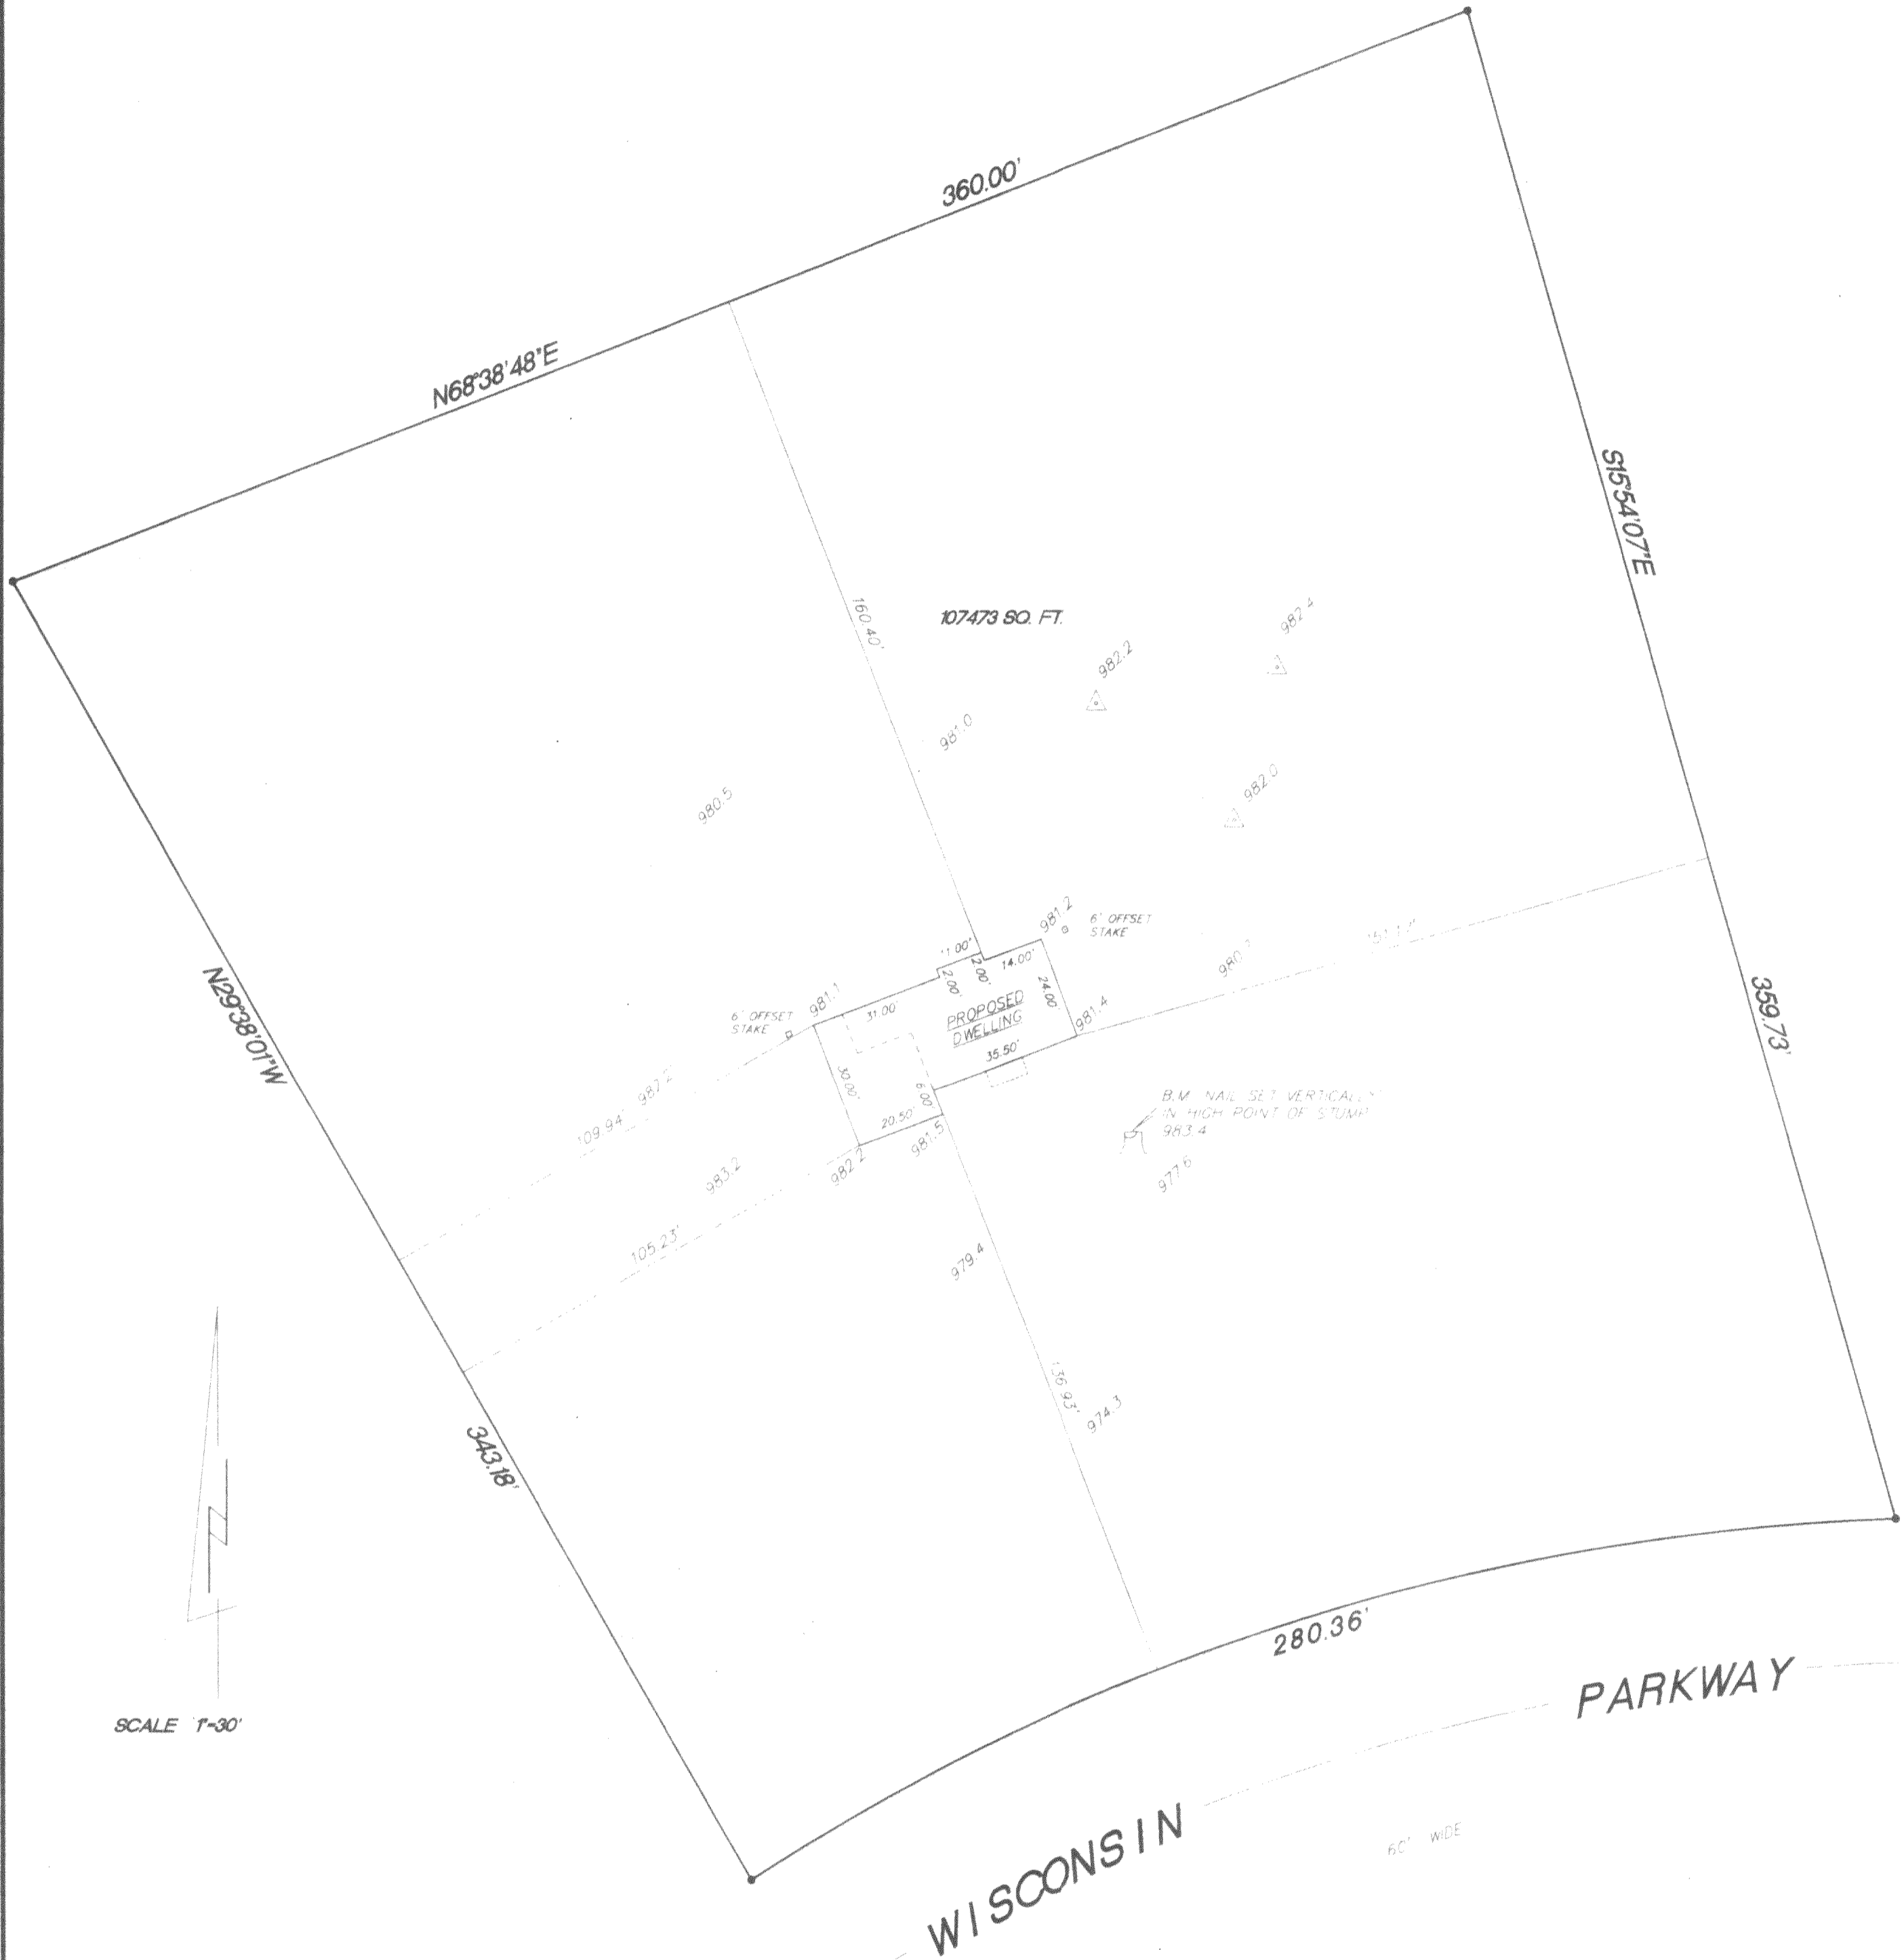 360.00'
N68°38'48"E
S15°54'07"E
160.40'
107473 SQ. FT.
982.4
982.2
981.0
982.0
980.5
981.2
6' OFFSET
STAKE
11.00'
2.00'
2.00'
14.00'
24.00'
981.1
6' OFFSET
STAKE
31.00'
PROPOSED
DWELLING
35.50'
981.4
359.73'
N29°38'01"W
30.00'
6.00'
20.50'
109.94'
983.2
982.2
981.5
B.M. NAIL SET VERTICALLY
IN HIGH POINT OF STUMP
983.4
977.6
105.23'
979.4
136.93'
974.3
343.18'
280.36'
SCALE 1"=30'
WISCONSIN PARKWAY
60' WIDE